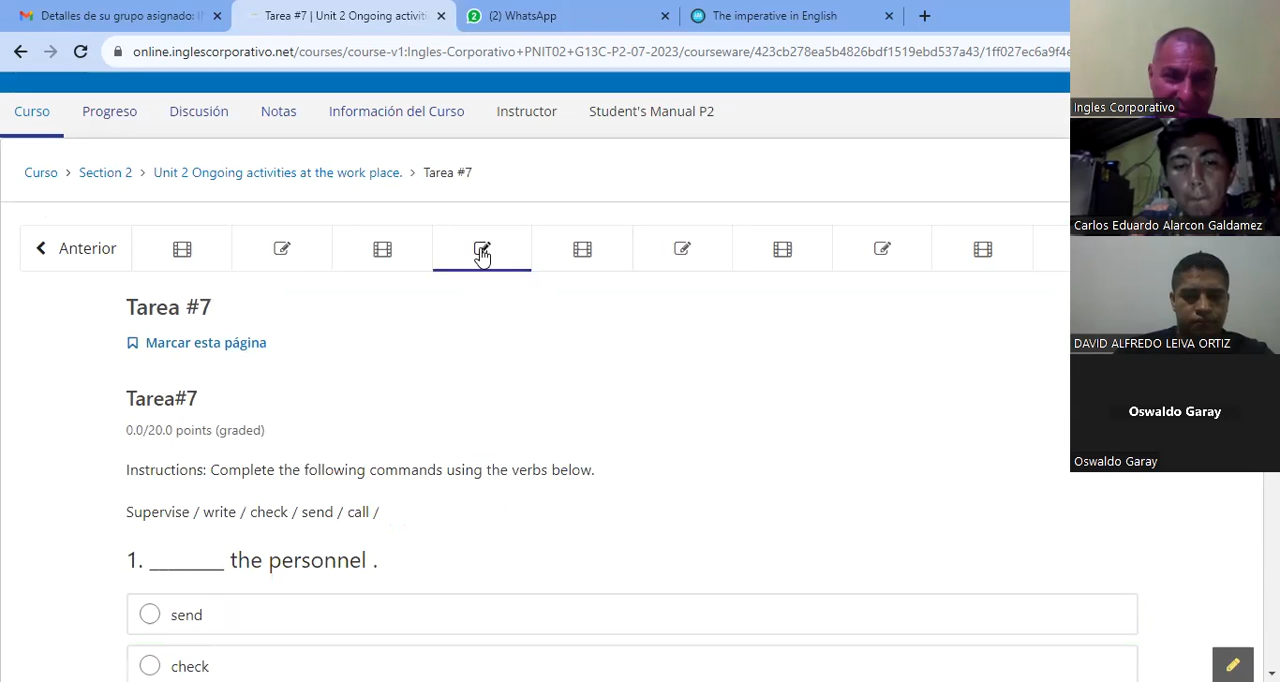 Detalles de su grupo asignado: I
Tarea #7 | Unit 2 Ongoing activiti
2
(2) WhatsApp
The imperative in English
online.inglescorporativo.net/courses/course-v1:Ingles-Corporativo+PNIT02+G13C-P2-07-2023/courseware/423cb278ea5b4826bdf1519ebd537a43/1ff027ec6a9f4e
Curso
Progreso
Discusión
Notas
Información del Curso
Instructor
Student's Manual P2
Curso > Section 2 > Unit 2 Ongoing activities at the work place. > Tarea #7
Anterior
Tarea #7
Marcar esta página
Tarea#7
0.0/20.0 points (graded)
Instructions: Complete the following commands using the verbs below.
Supervise / write / check / send / call /
1. ________ the personnel .
send
check
Ingles Corporativo
Carlos Eduardo Alarcon Galdamez
DAVID ALFREDO LEIVA ORTIZ
Oswaldo Garay
Oswaldo Garay